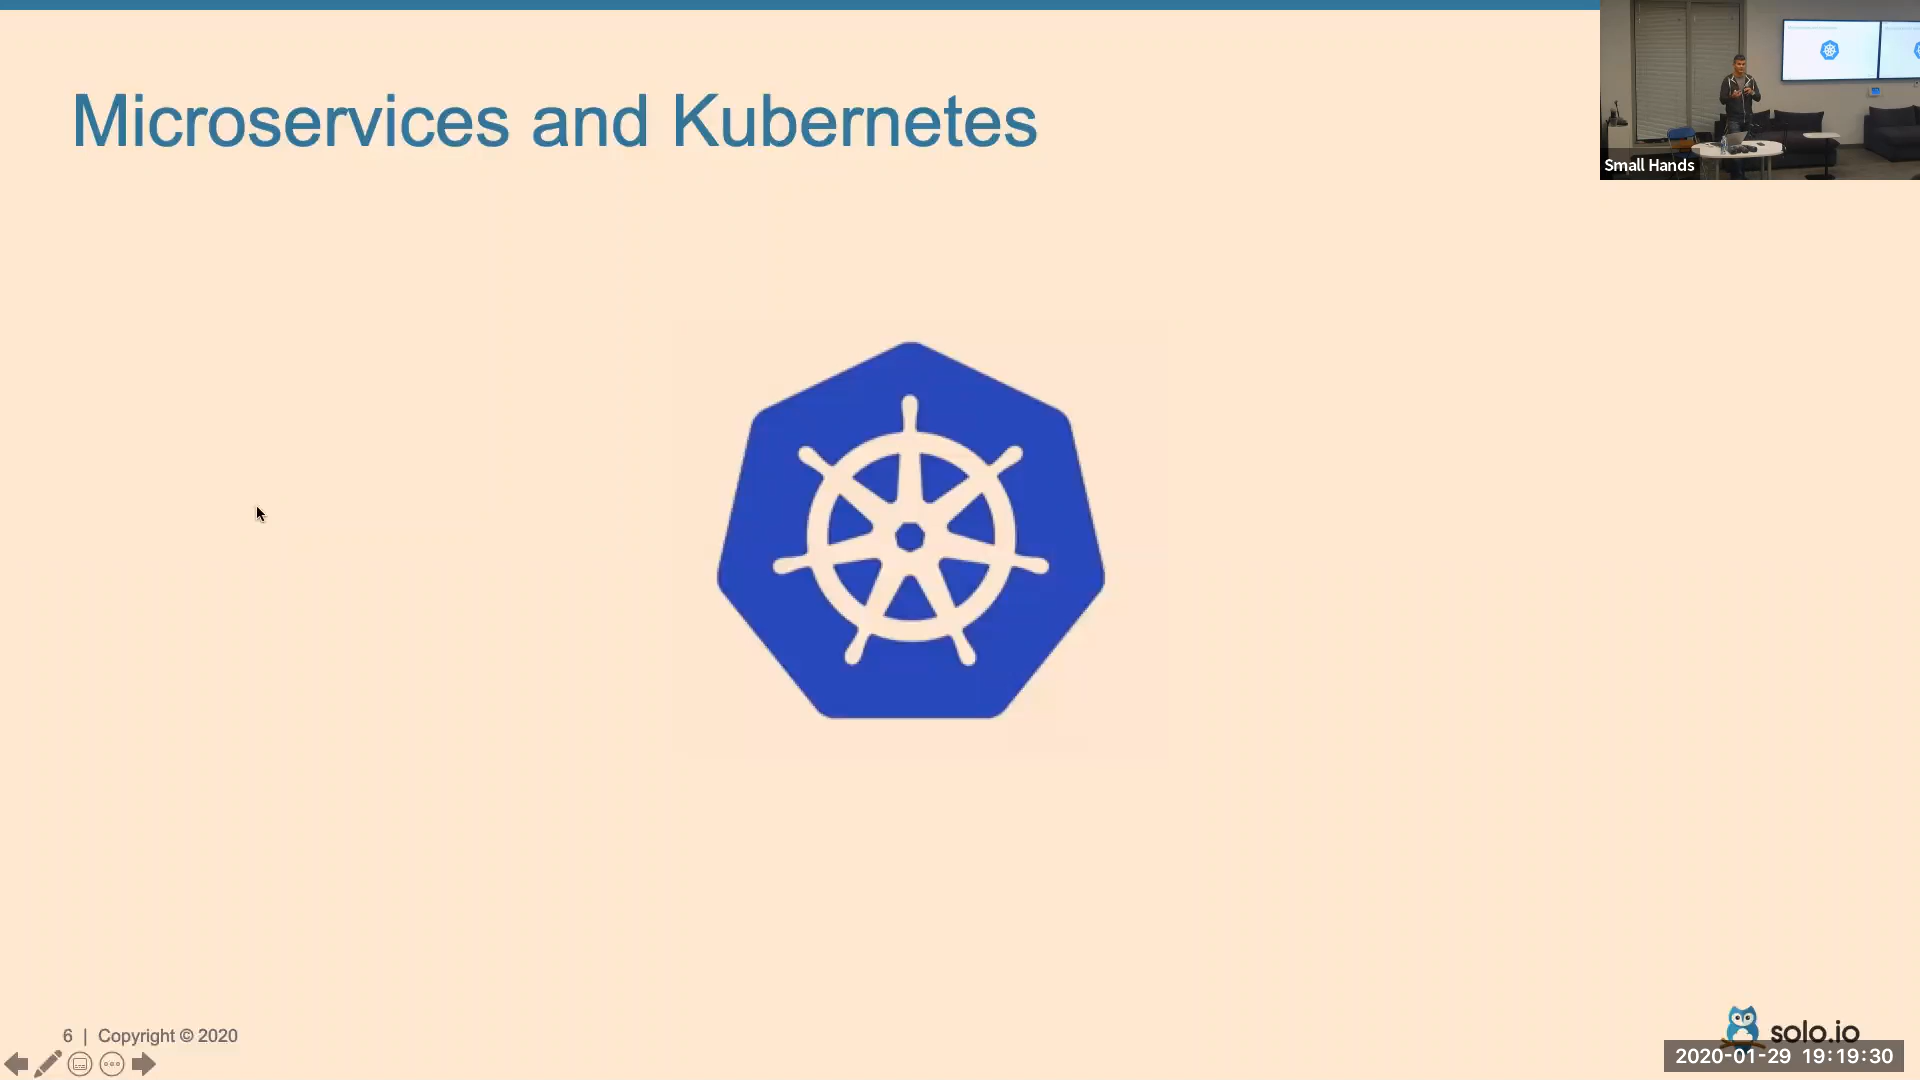 Microservices and Kubernetes
Small Hands
6 | Copyright © 2020
solo.io
2020-01-29 19:19:30